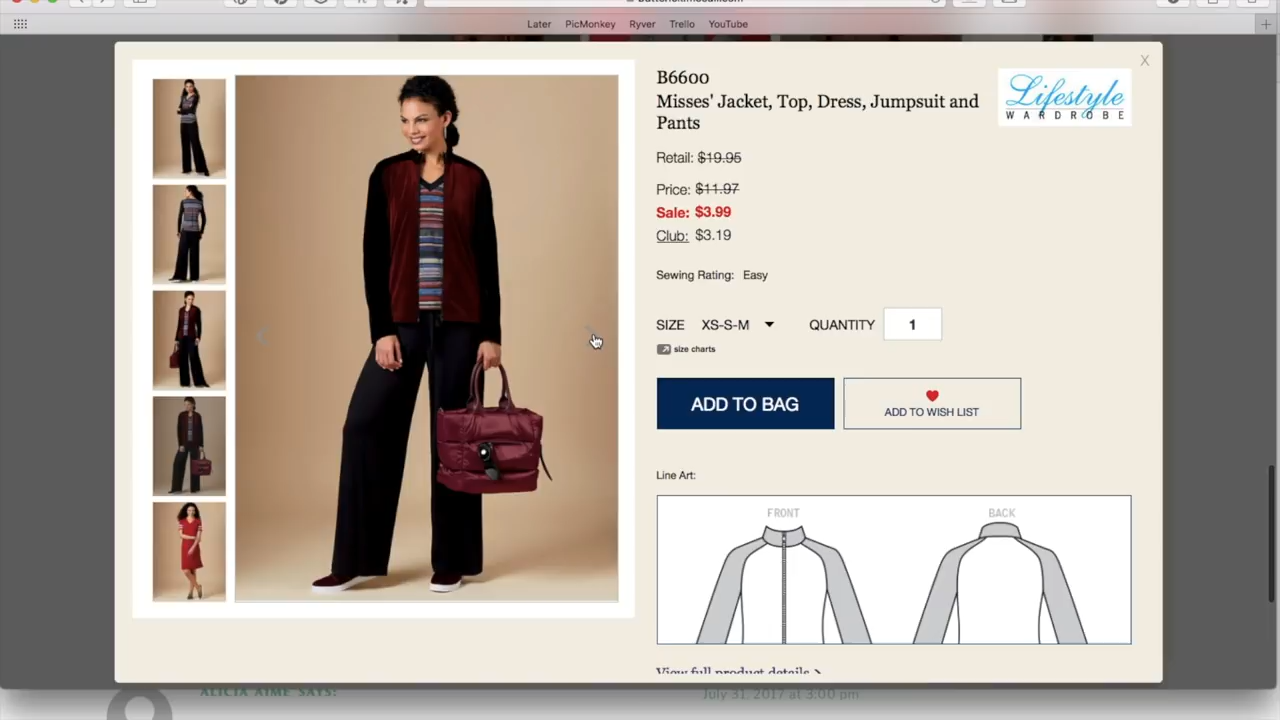 Later PicMonkey Ryver Trello YouTube
X
B6600
Misses' Jacket, Top, Dress, Jumpsuit and
Pants
Lifestyle
WARDROBE
Retail: $19.95
Price: $11.97
Sale: $3.99
Club: $3.19
Sewing Rating: Easy
SIZE XS-S-M QUANTITY 1
size charts
ADD TO BAG
ADD TO WISH LIST
Line Art:
FRONT BACK
View full product details >
ALICIA AIME SAYS:
July 31, 2017 at 3:00 pm